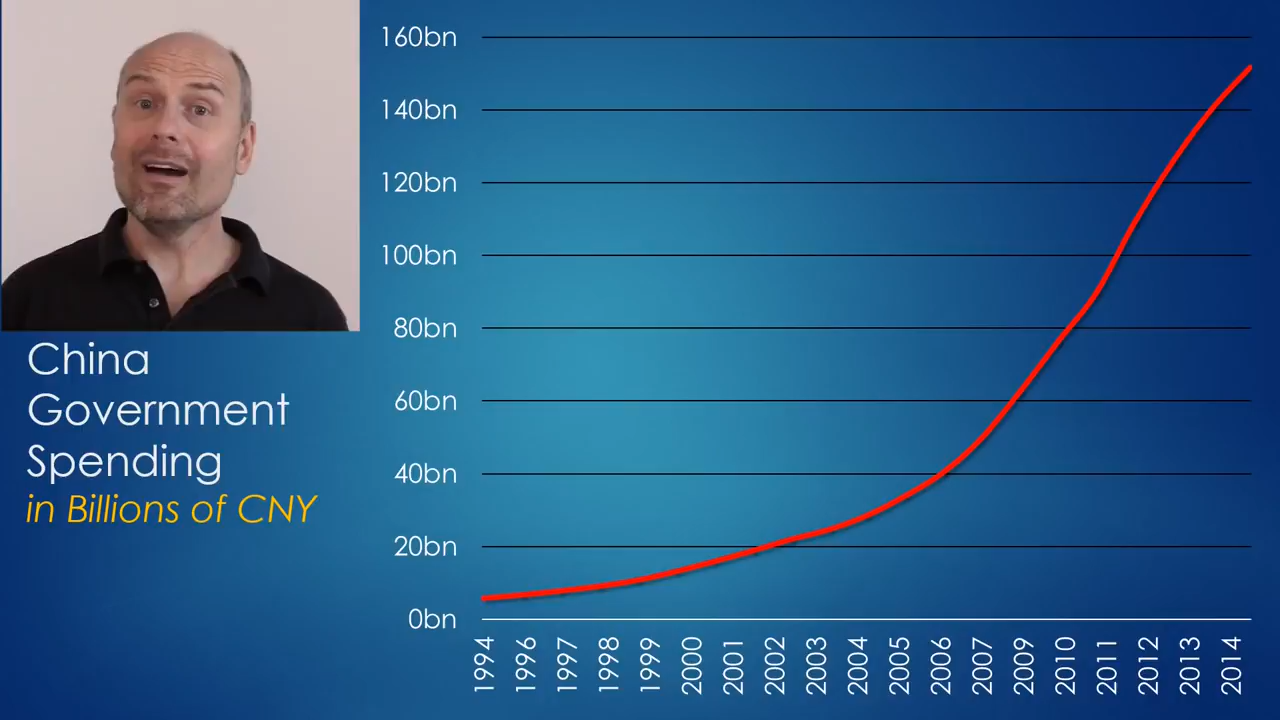 China
Government
Spending
in Billions of CNY
160bn
140bn
120bn
100bn
80bn
60bn
40bn
20bn
0bn
1994
1996
1997
1998
1999
2000
2001
2002
2003
2004
2005
2006
2007
2009
2010
2011
2012
2013
2014